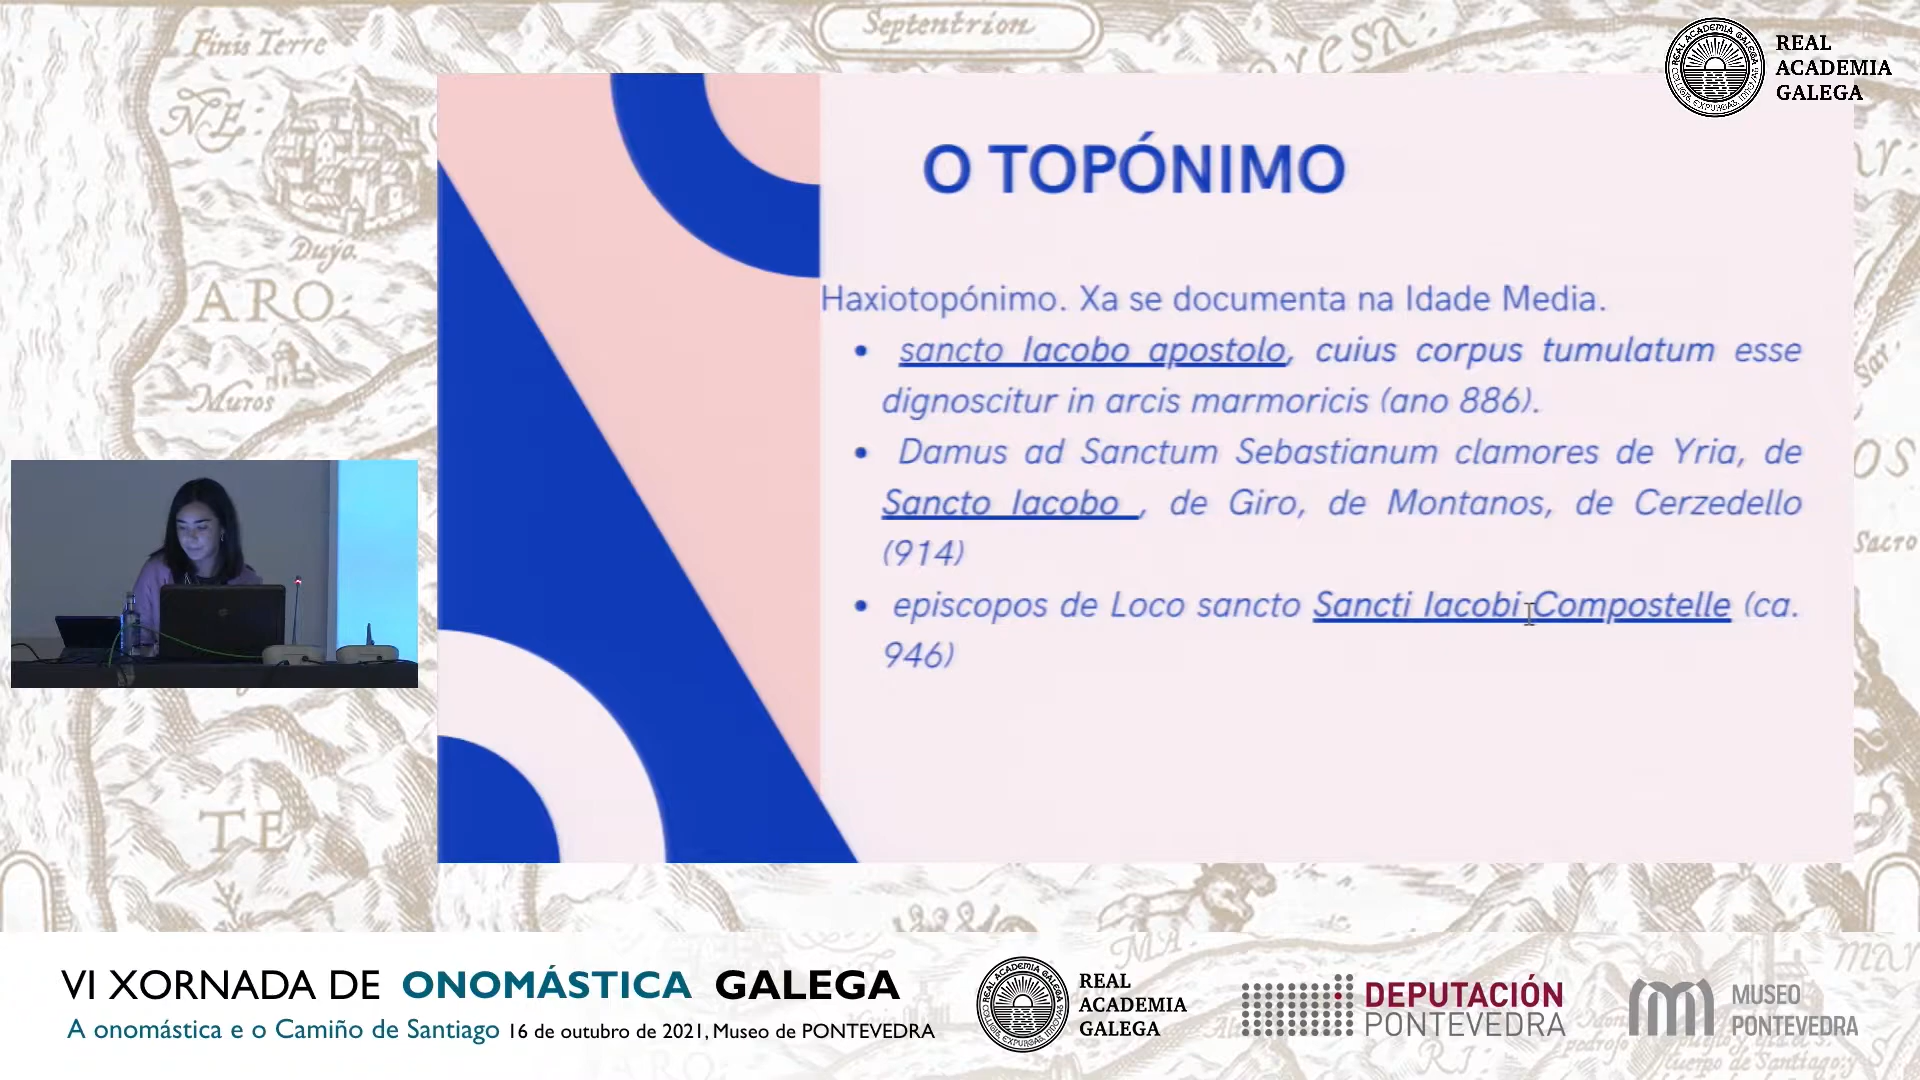 Septentrion
Finis Terre
NE
Duyo.
ARO
Muros
TE
REAL
ACADEMIA
GALEGA
O TOPÓNIMO
Haxiotopónimo. Xa se documenta na Idade Media.
• sancto Iacobo apostolo, cuius corpus tumulatum esse
dignoscitur in arcis marmoricis (ano 886).
• Damus ad Sanctum Sebastianum clamores de Yria, de
Sancto Iacobo , de Giro, de Montanos, de Cerzedello
(914)
• episcopos de Loco sancto Sancti Iacobi Compostelle (ca.
946)
Sacro
VI XORNADA DE ONOMÁSTICA GALEGA
A onomástica e o Camiño de Santiago 16 de outubro de 2021, Museo de PONTEVEDRA
REAL
ACADEMIA
GALEGA
DEPUTACIÓN
PONTEVEDRA
MUSEO
PONTEVEDRA